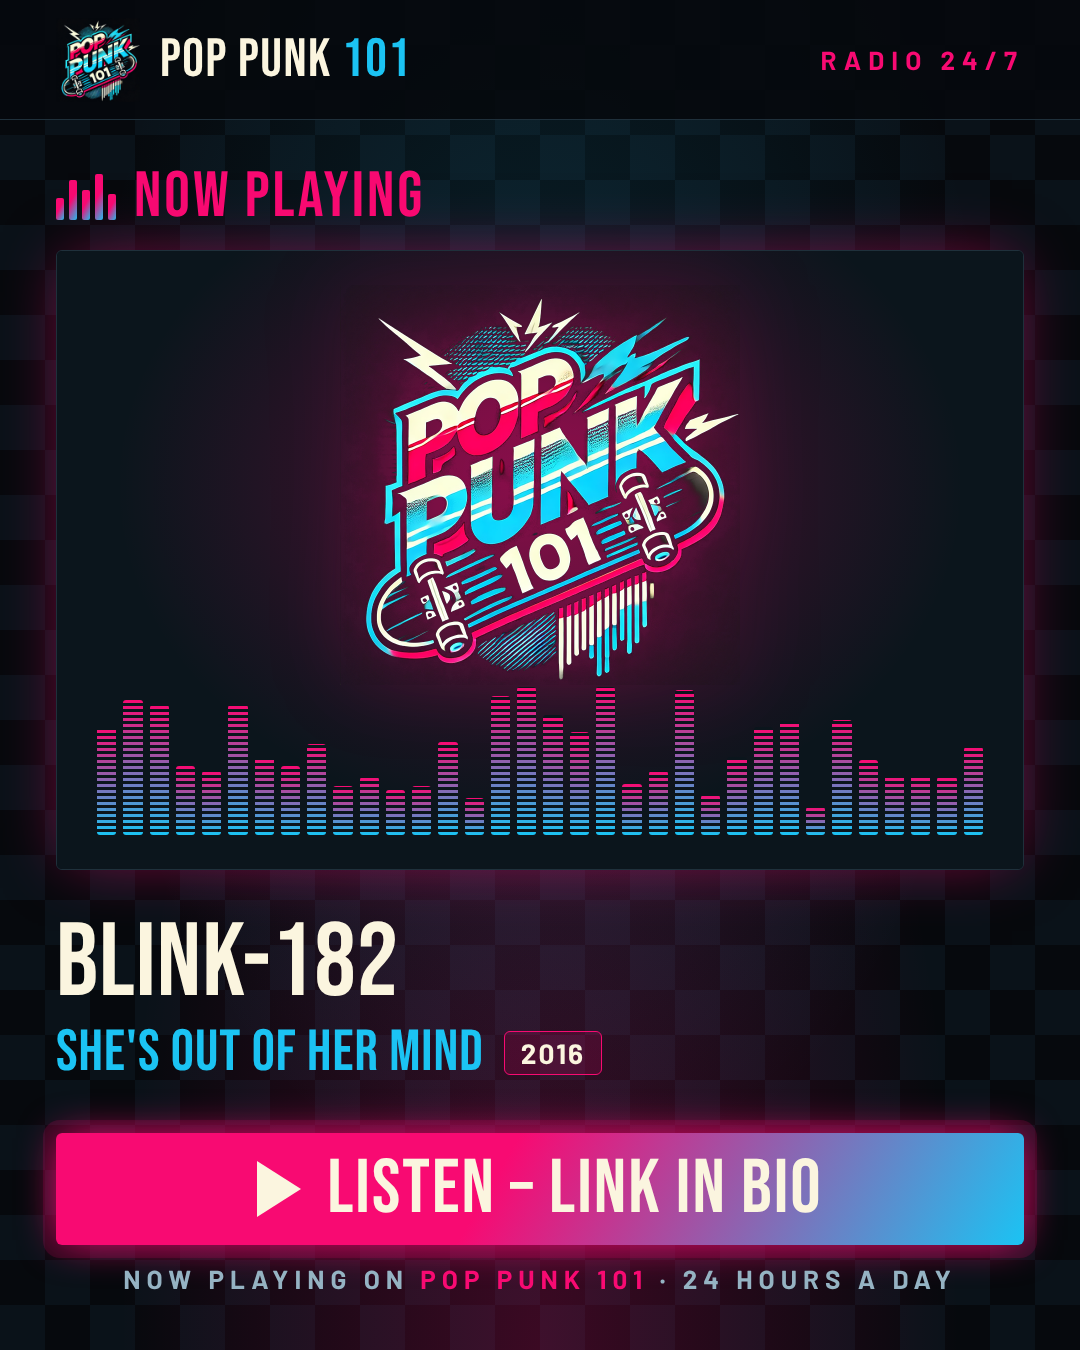 POP PUNK 101
POP PUNK 101
RADIO 24/7
NOW PLAYING
POP
PUNK
101
BLINK-182
SHE'S OUT OF HER MIND 2016
LISTEN – LINK IN BIO
NOW PLAYING ON POP PUNK 101 · 24 HOURS A DAY